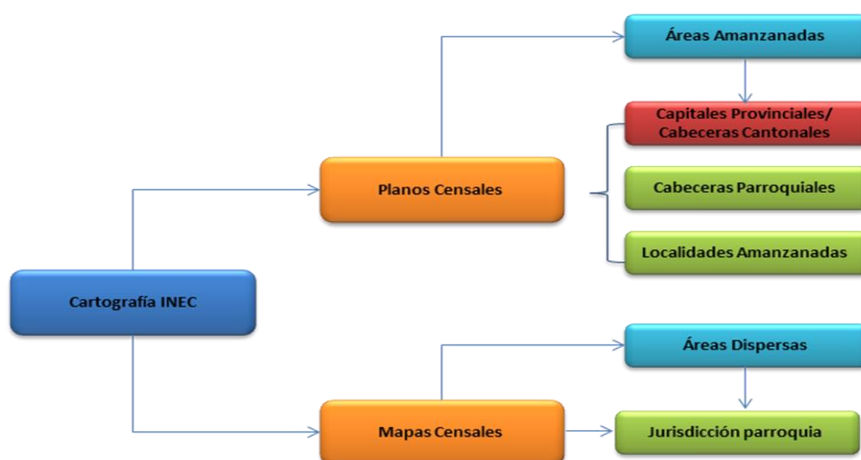 Áreas Amanzanadas
Capitales Provinciales/
Cabeceras Cantonales
Planos Censales
Cabeceras Parroquiales
Localidades Amanzanadas
Cartografía INEC
Áreas Dispersas
Mapas Censales
Jurisdicción parroquia